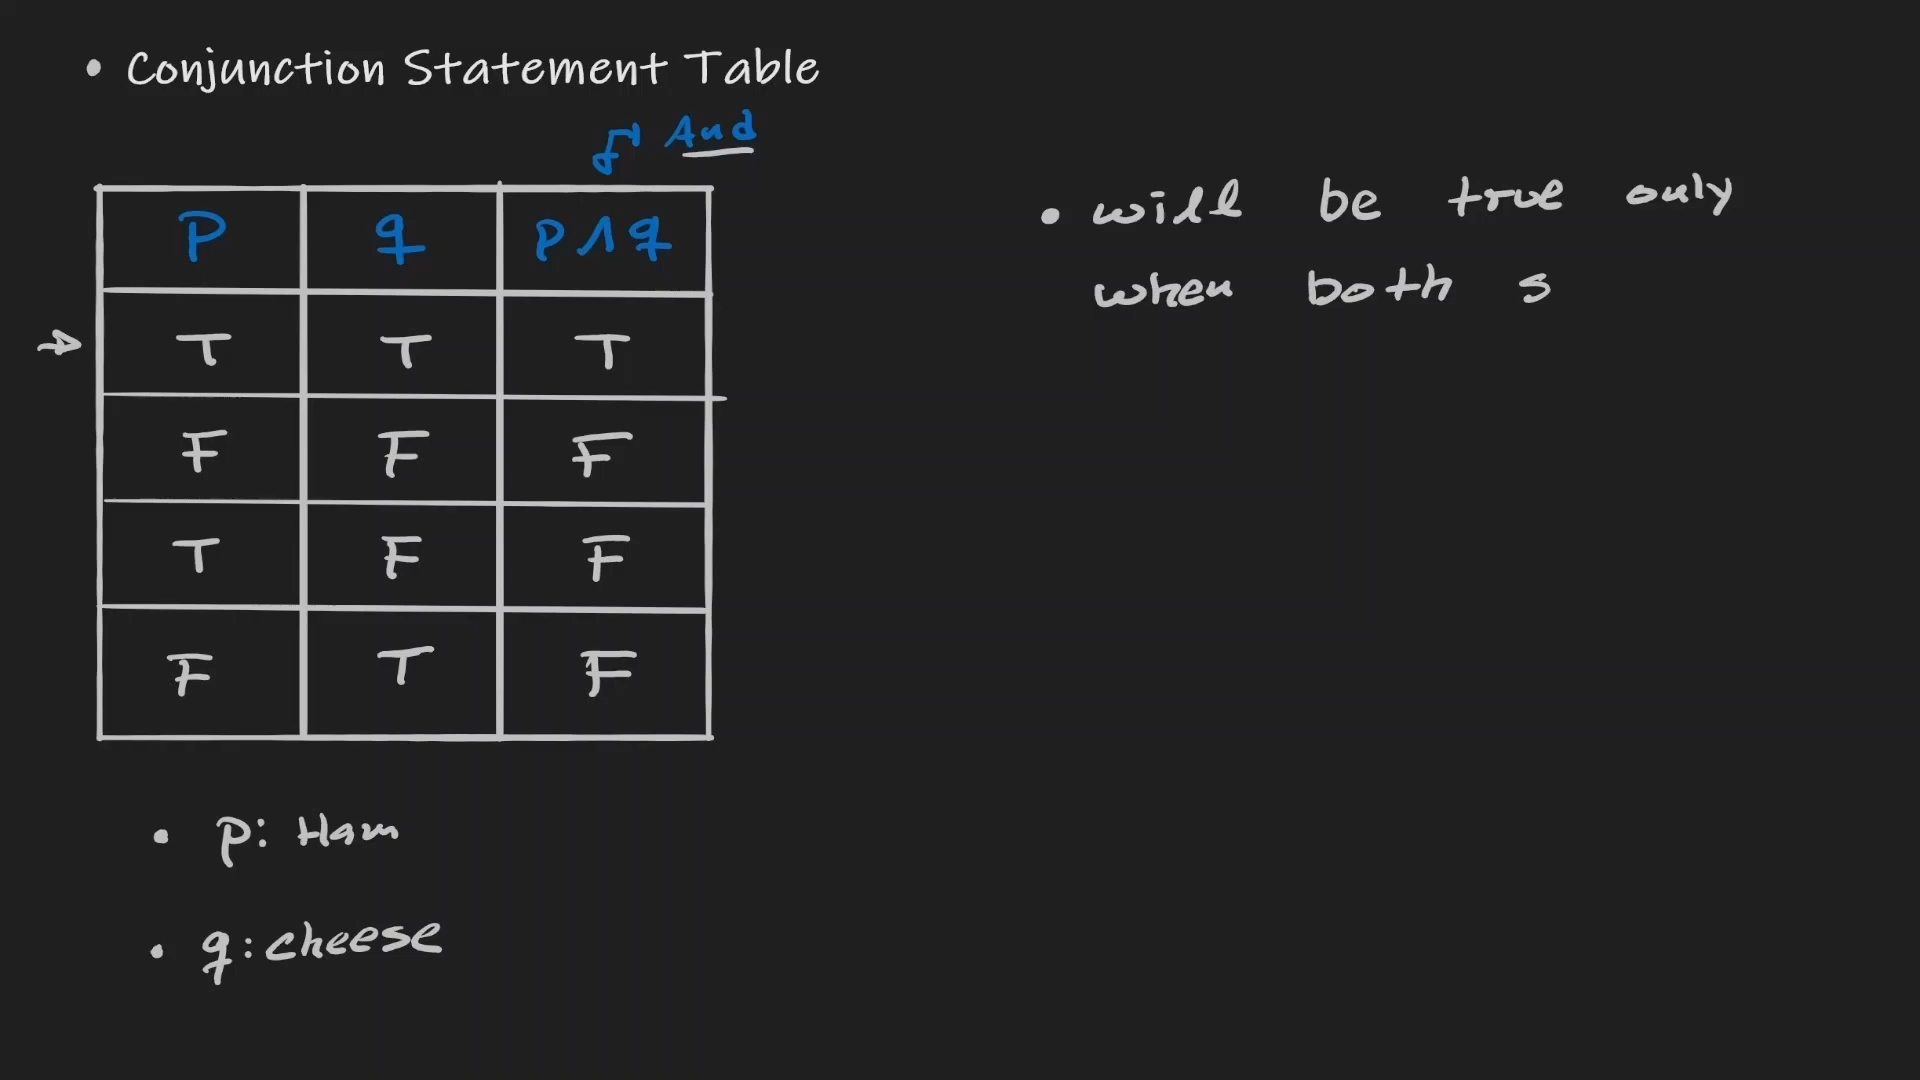 • Conjunction Statement Table
And
p q p∧q
T T T
F F F
T F F
F T F
• p: Ham
• q: cheese
• will be true only
when both s